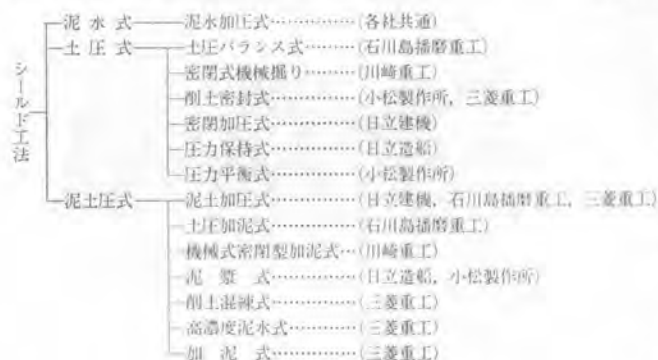 シールド工法
泥水式 泥水加圧式…………(各社共通)
土圧式 土圧バランス式………(石川島播磨重工)
密閉式機械掘り………(川崎重工)
削土密封式……………(小松製作所, 三菱重工)
密閉加圧式……………(日立建機)
圧力保持式……………(日立造船)
圧力平衡式……………(小松製作所)
泥土圧式 泥土加圧式……………(日立建機, 石川島播磨重工, 三菱重工)
土圧加泥式……………(石川島播磨重工)
機械式密閉型加泥式…(川崎重工)
泥漿式……………(日立造船, 小松製作所)
削土混練式……………(三菱重工)
高濃度泥水式…………(三菱重工)
加泥式……………(三菱重工)